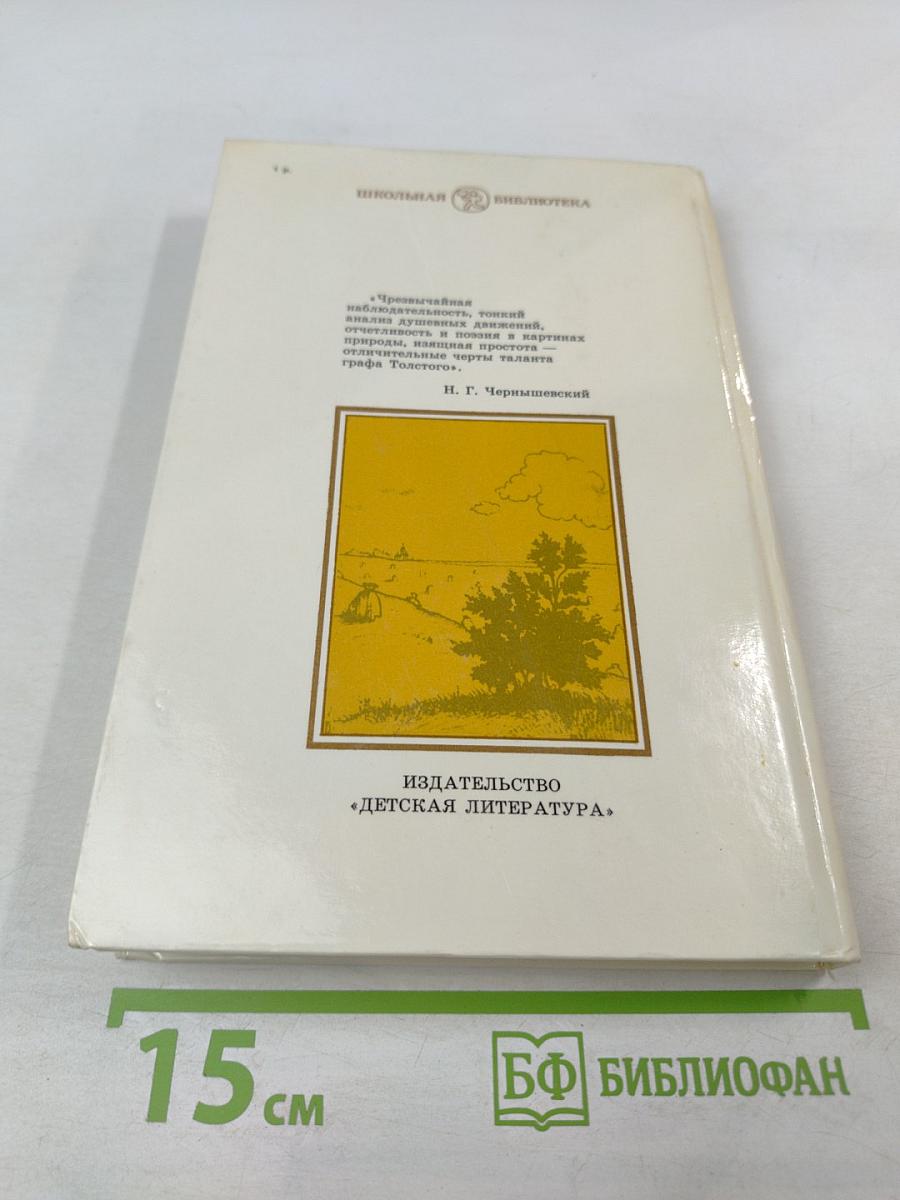 1 р.
ШКОЛЬНАЯ БИБЛИОТЕКА
«Чрезвычайная
наблюдательность, тонкий
анализ душевных движений,
отчетливость и поэзия в картинах
природы, изящная простота —
отличительные черты таланта
графа Толстого».
Н. Г. Чернышевский
ИЗДАТЕЛЬСТВО
«ДЕТСКАЯ ЛИТЕРАТУРА»
15 см
БФ БИБЛИОФАН